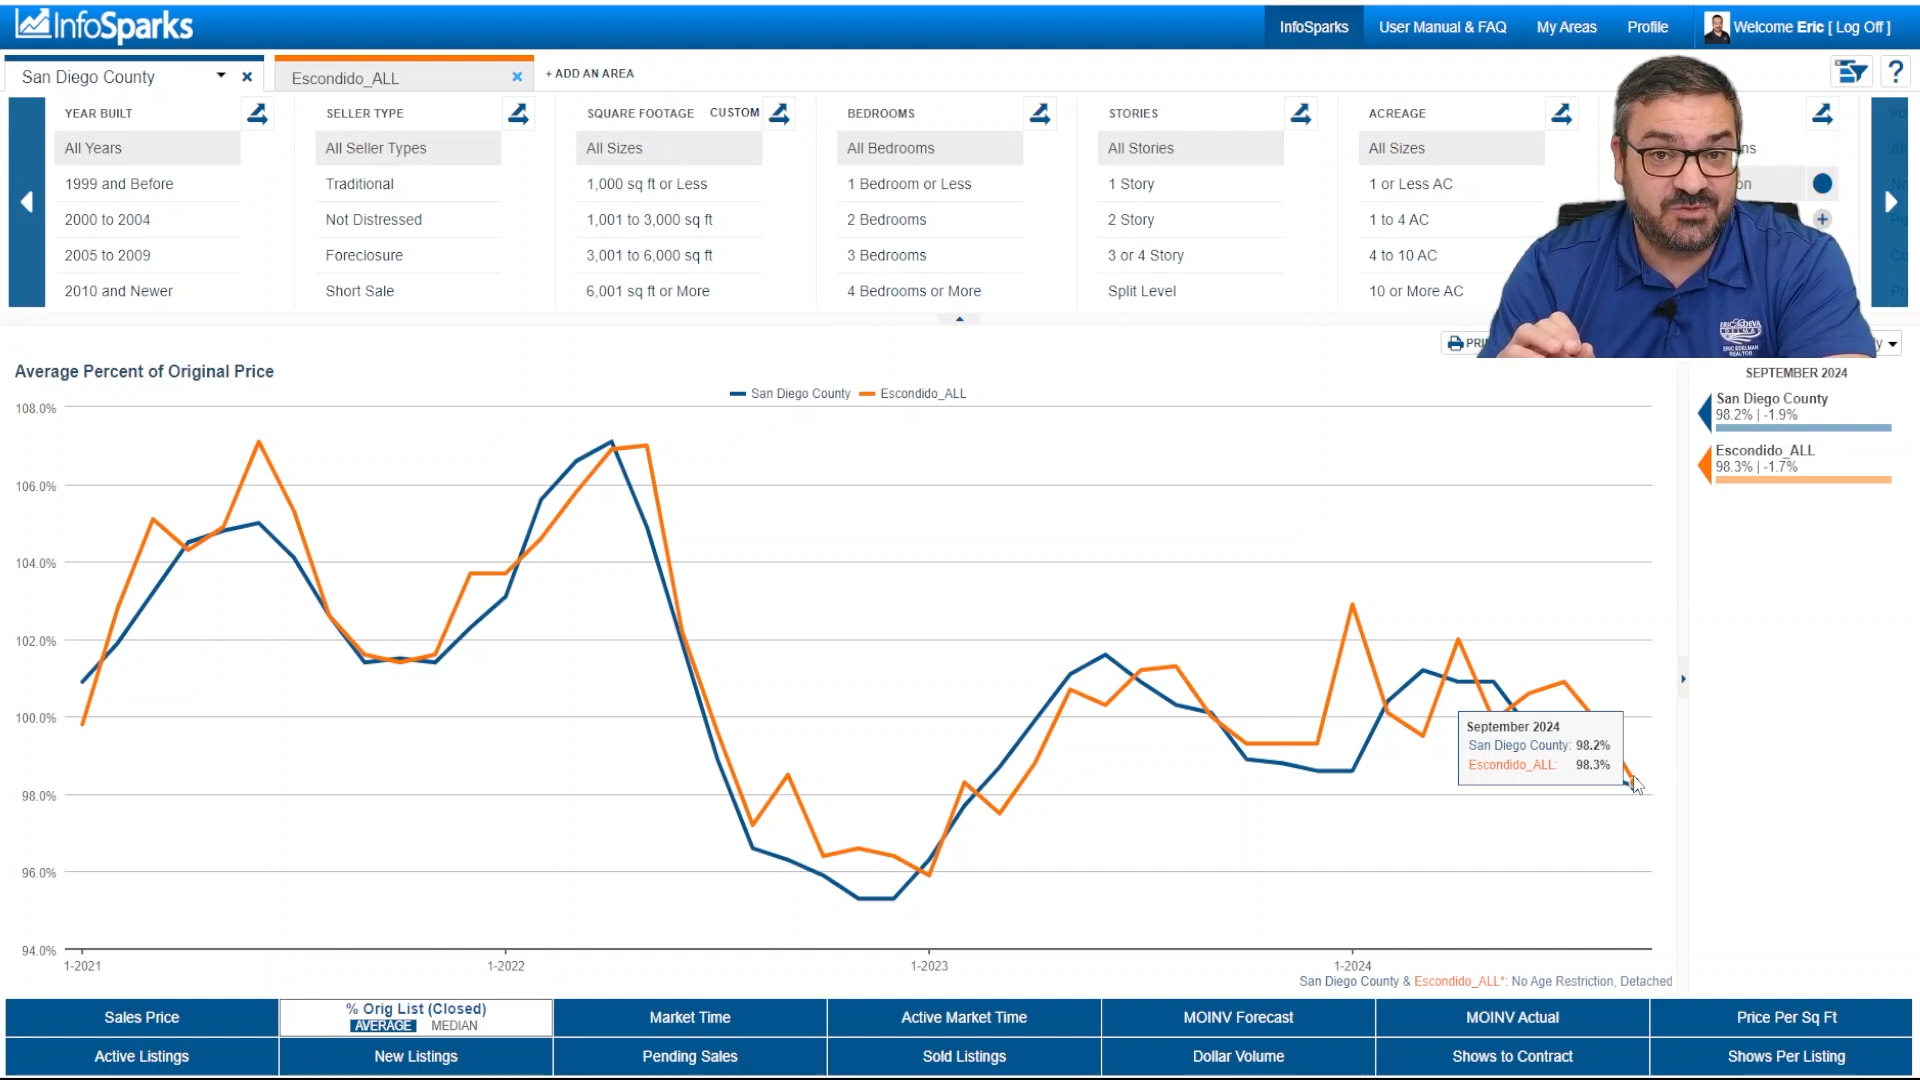 InfoSparks
InfoSparks
User Manual & FAQ
My Areas
Profile
Welcome Eric [ Log Off ]
San Diego County
Escondido_ALL
+ ADD AN AREA
?
YEAR BUILT
All Years
1999 and Before
2000 to 2004
2005 to 2009
2010 and Newer
SELLER TYPE
All Seller Types
Traditional
Not Distressed
Foreclosure
Short Sale
SQUARE FOOTAGE CUSTOM
All Sizes
1,000 sq ft or Less
1,001 to 3,000 sq ft
3,001 to 6,000 sq ft
6,001 sq ft or More
BEDROOMS
All Bedrooms
1 Bedroom or Less
2 Bedrooms
3 Bedrooms
4 Bedrooms or More
STORIES
All Stories
1 Story
2 Story
3 or 4 Story
Split Level
ACREAGE
All Sizes
1 or Less AC
1 to 4 AC
4 to 10 AC
10 or More AC
ERIC EDELMAN
REALTOR
Average Percent of Original Price
San Diego County
Escondido_ALL
108.0%
106.0%
104.0%
102.0%
100.0%
98.0%
96.0%
94.0%
1-2021
1-2022
1-2023
1-2024
September 2024
San Diego County: 98.2%
Escondido_ALL: 98.3%
San Diego County & Escondido_ALL*: No Age Restriction, Detached
SEPTEMBER 2024
San Diego County
98.2% | -1.9%
Escondido_ALL
98.3% | -1.7%
Sales Price
% Orig List (Closed)
AVERAGE MEDIAN
Market Time
Active Market Time
MOINV Forecast
MOINV Actual
Price Per Sq Ft
Active Listings
New Listings
Pending Sales
Sold Listings
Dollar Volume
Shows to Contract
Shows Per Listing